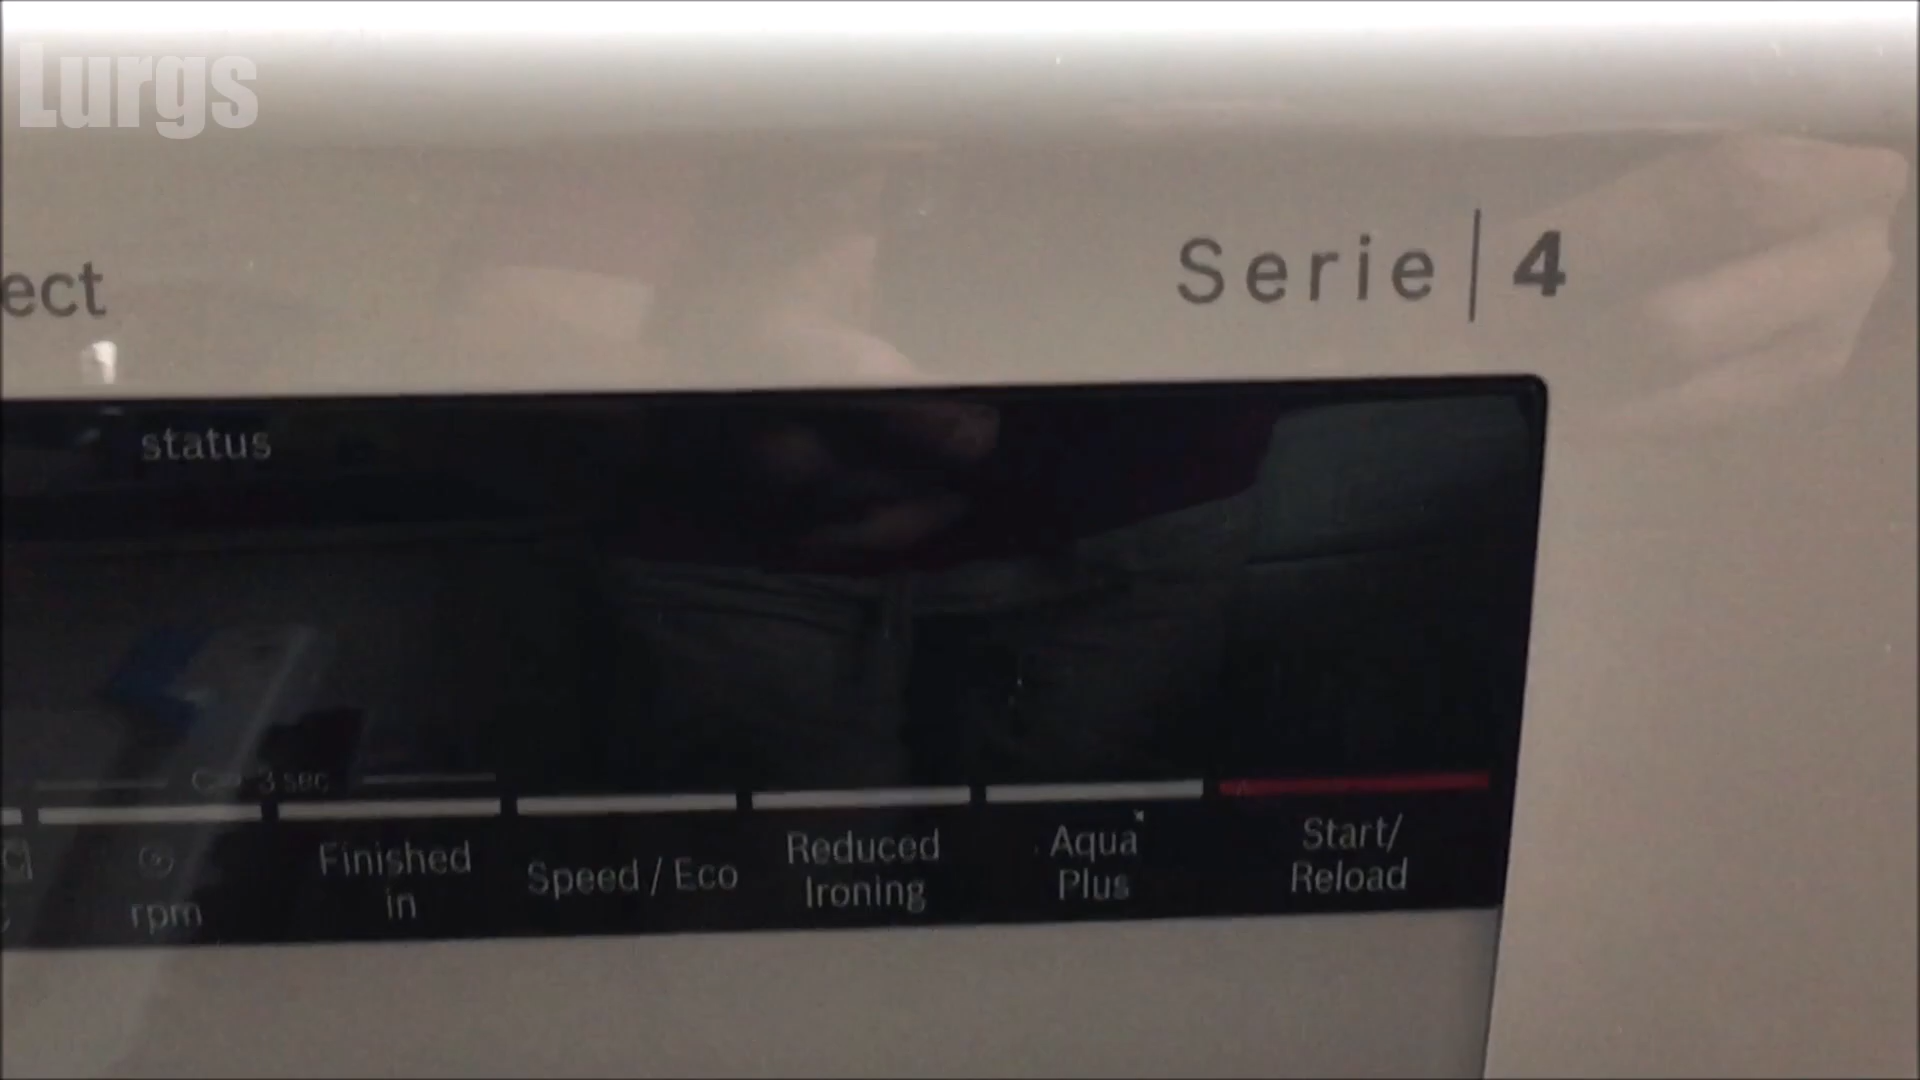 Lurgs
ect
Serie | 4
status
3 sec
rpm
Finished
in
Speed / Eco
Reduced
Ironing
Aqua
Plus
Start/
Reload